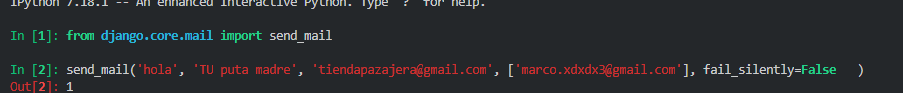 IPython 7.18.1 -- An enhanced Interactive Python. Type '?' for help.
In [1]: from django.core.mail import send_mail
In [2]: send_mail('hola', 'TU puta madre', 'tiendapazajera@gmail.com', ['marco.xdxdx3@gmail.com'], fail_silently=False   )
Out[2]: 1